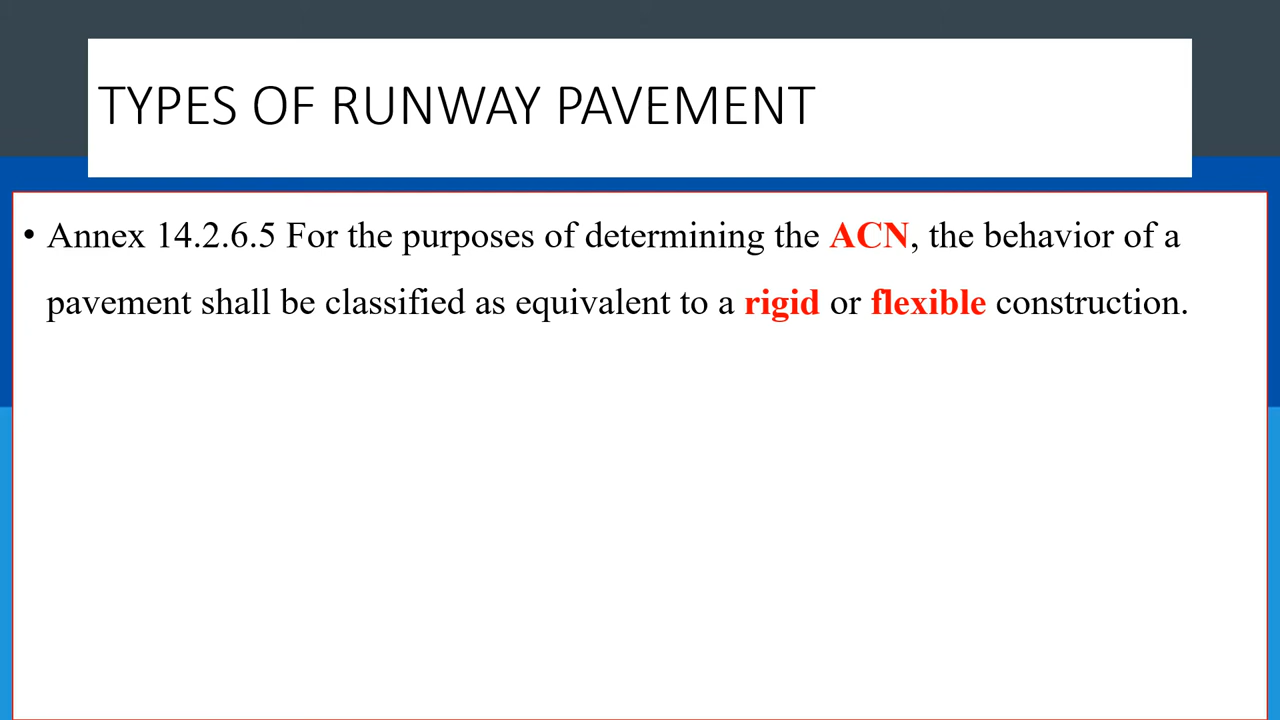 TYPES OF RUNWAY PAVEMENT
• Annex 14.2.6.5 For the purposes of determining the ACN, the behavior of a
pavement shall be classified as equivalent to a rigid or flexible construction.